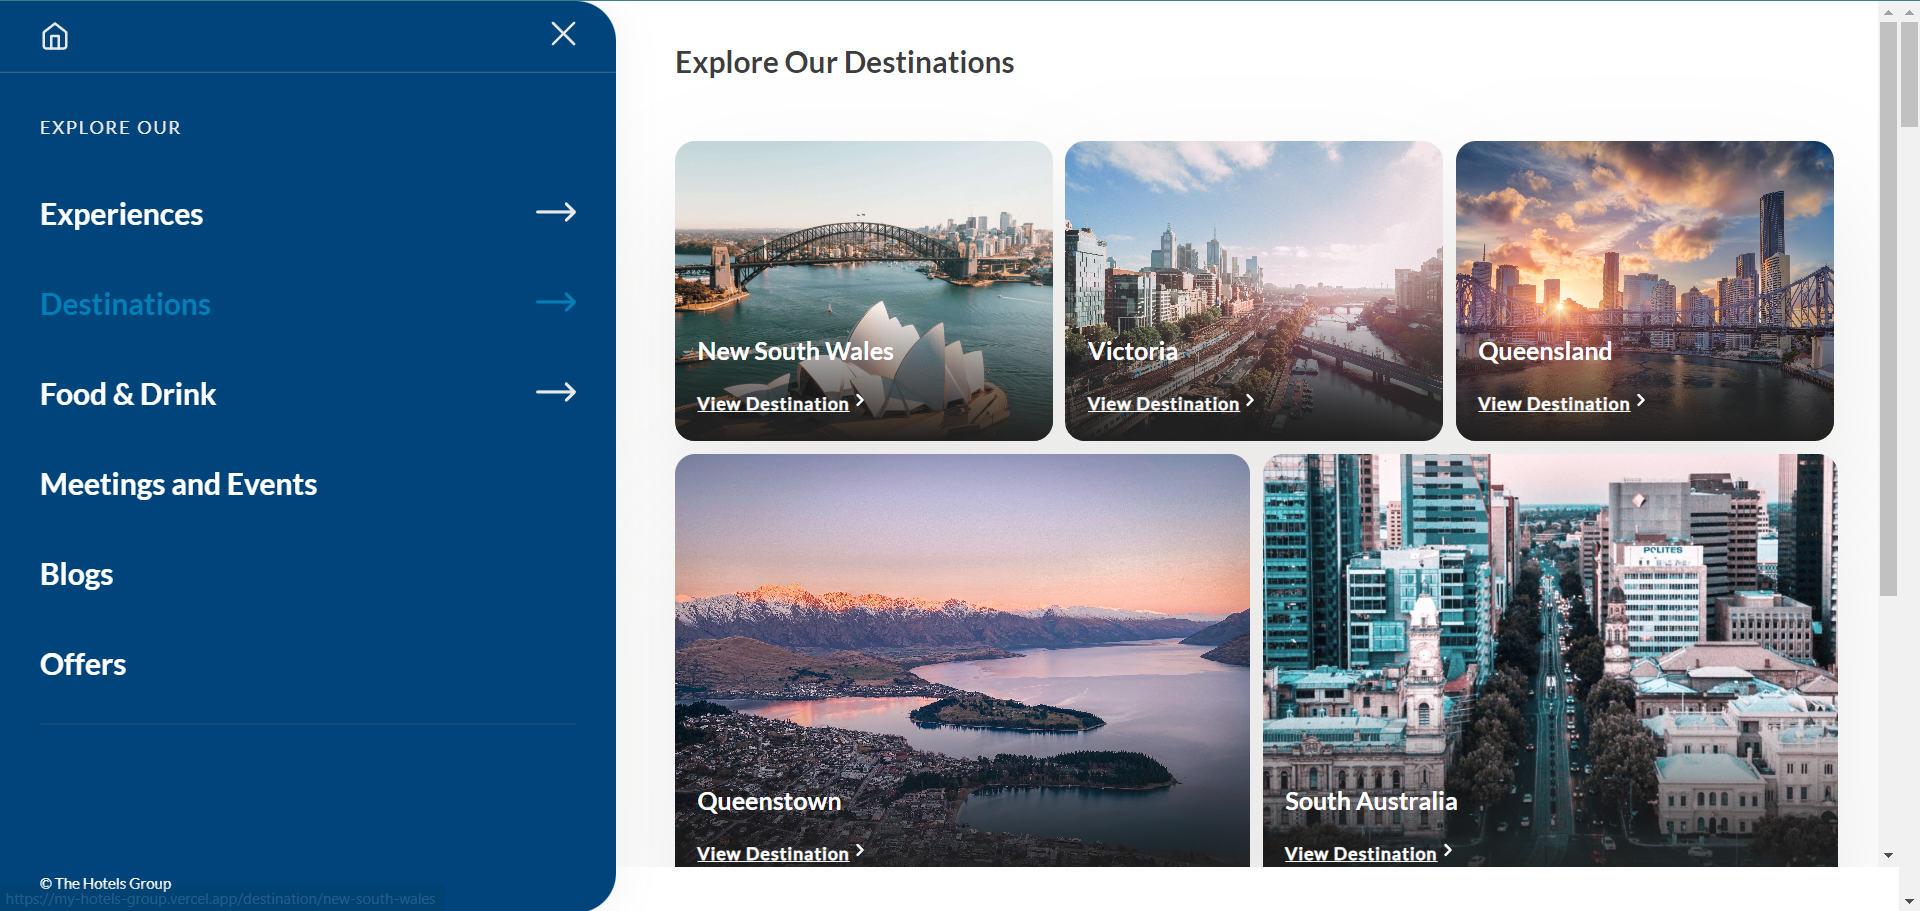 EXPLORE OUR
Experiences
Destinations
Food & Drink
Meetings and Events
Blogs
Offers
© The Hotels Group
https://my-hotels-group.vercel.app/destination/new-south-wales
Explore Our Destinations
New South Wales
View Destination
Victoria
View Destination
Queensland
View Destination
Queenstown
View Destination
POLITES
South Australia
View Destination